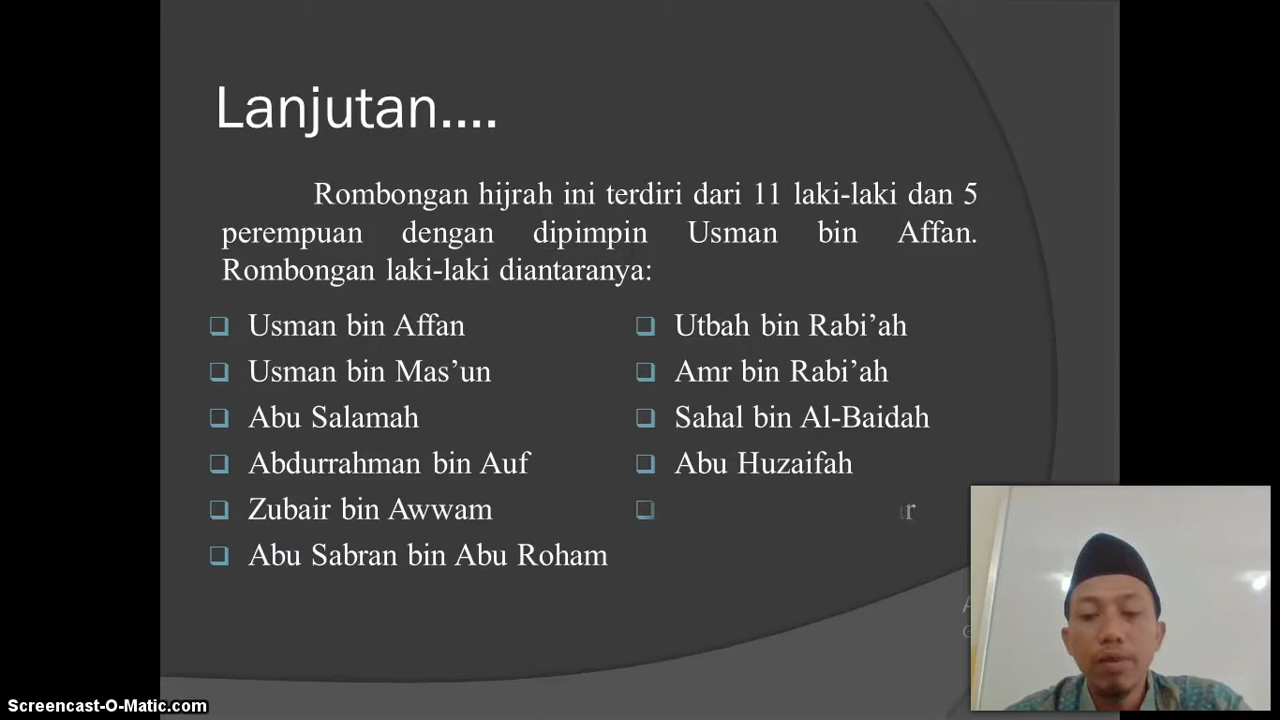 Lanjutan....
Rombongan hijrah ini terdiri dari 11 laki-laki dan 5
perempuan dengan dipimpin Usman bin Affan.
Rombongan laki-laki diantaranya:
Usman bin Affan
Usman bin Mas’un
Abu Salamah
Abdurrahman bin Auf
Zubair bin Awwam
Abu Sabran bin Abu Roham
Utbah bin Rabi’ah
Amr bin Rabi’ah
Sahal bin Al-Baidah
Abu Huzaifah
Screencast-O-Matic.com